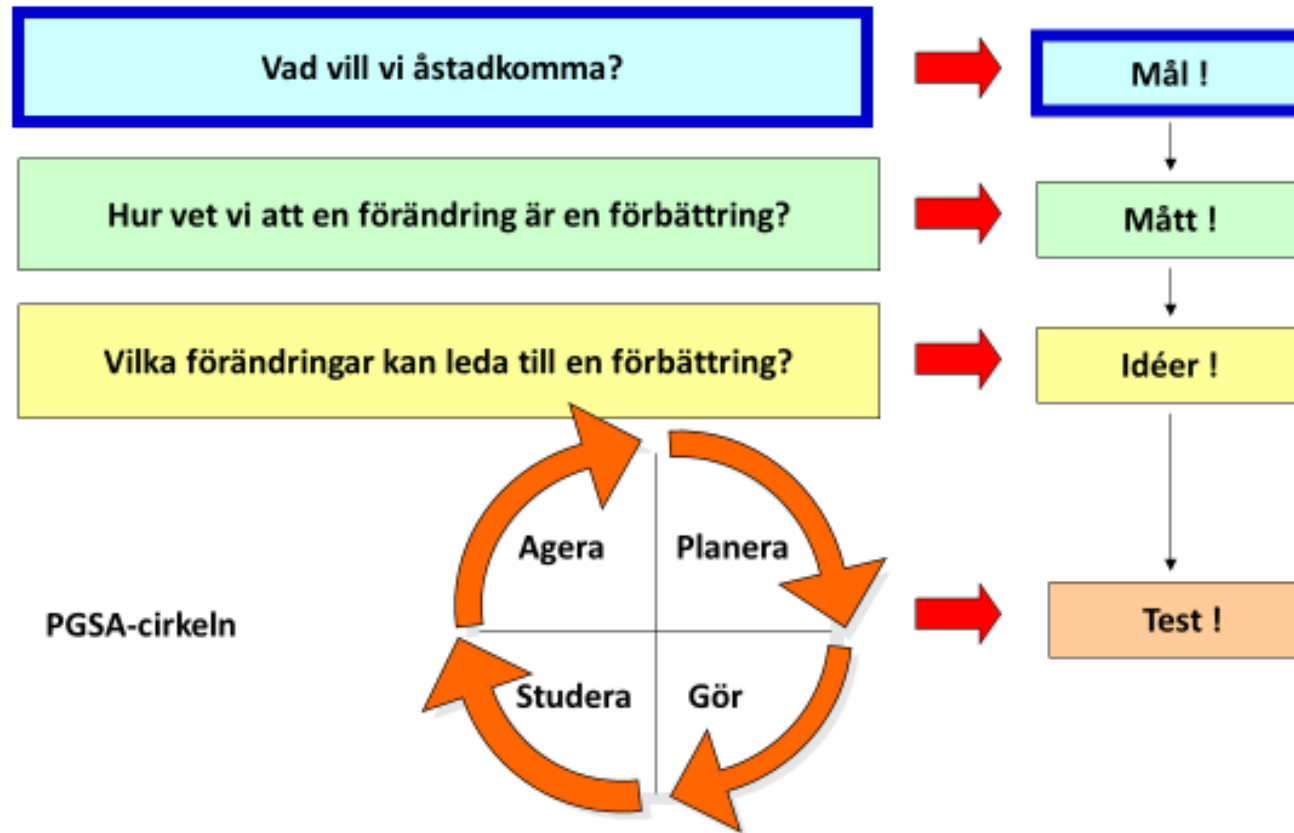 Vad vill vi åstadkomma?
Mål !
Hur vet vi att en förändring är en förbättring?
Mått !
Vilka förändringar kan leda till en förbättring?
Idéer !
Agera
Planera
PGSA-cirkeln
Test !
Studera
Gör